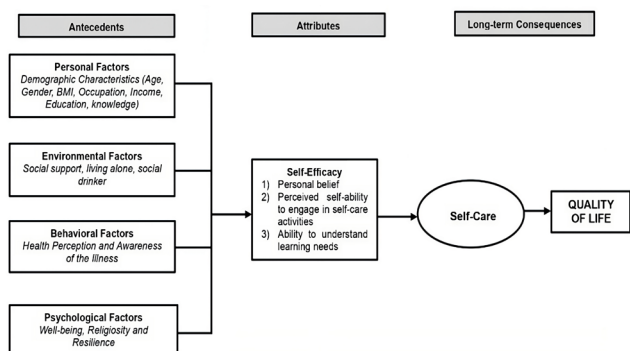 Antecedents
Attributes
Long-term Consequences
Personal Factors
Demographic Characteristics (Age,
Gender, BMI, Occupation, Income,
Education, knowledge)
Environmental Factors
Social support, living alone, social
drinker
Behavioral Factors
Health Perception and Awareness
of the Illness
Psychological Factors
Well-being, Religiosity and
Resilience
Self-Efficacy
1) Personal belief
2) Perceived self-ability
to engage in self-care
activities
3) Ability to understand
learning needs
Self-Care
QUALITY
OF LIFE